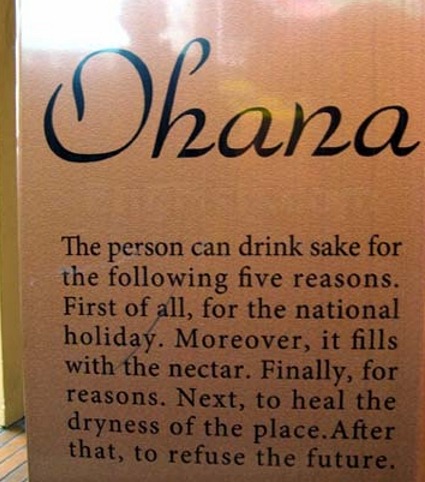 Ohana
The person can drink sake for
the following five reasons.
First of all, for the national
holiday. Moreover, it fills
with the nectar. Finally, for
reasons. Next, to heal the
dryness of the place.After
that, to refuse the future.